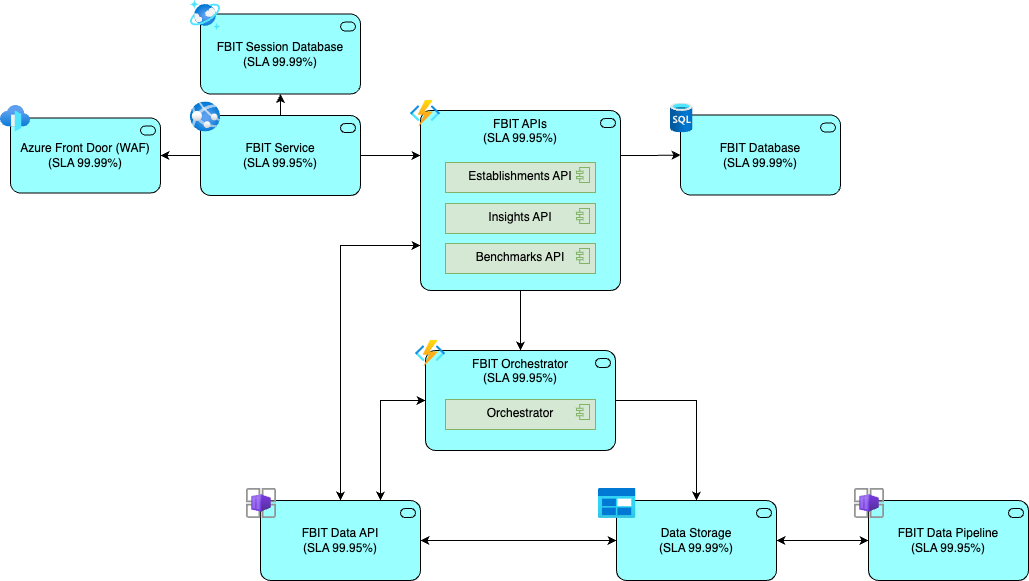 FBIT Session Database
(SLA 99.99%)
Azure Front Door (WAF)
(SLA 99.99%)
FBIT Service
(SLA 99.95%)
FBIT APIs
(SLA 99.95%)
Establishments API
Insights API
Benchmarks API
SQL
FBIT Database
(SLA 99.99%)
FBIT Orchestrator
(SLA 99.95%)
Orchestrator
FBIT Data API
(SLA 99.95%)
Data Storage
(SLA 99.99%)
FBIT Data Pipeline
(SLA 99.95%)